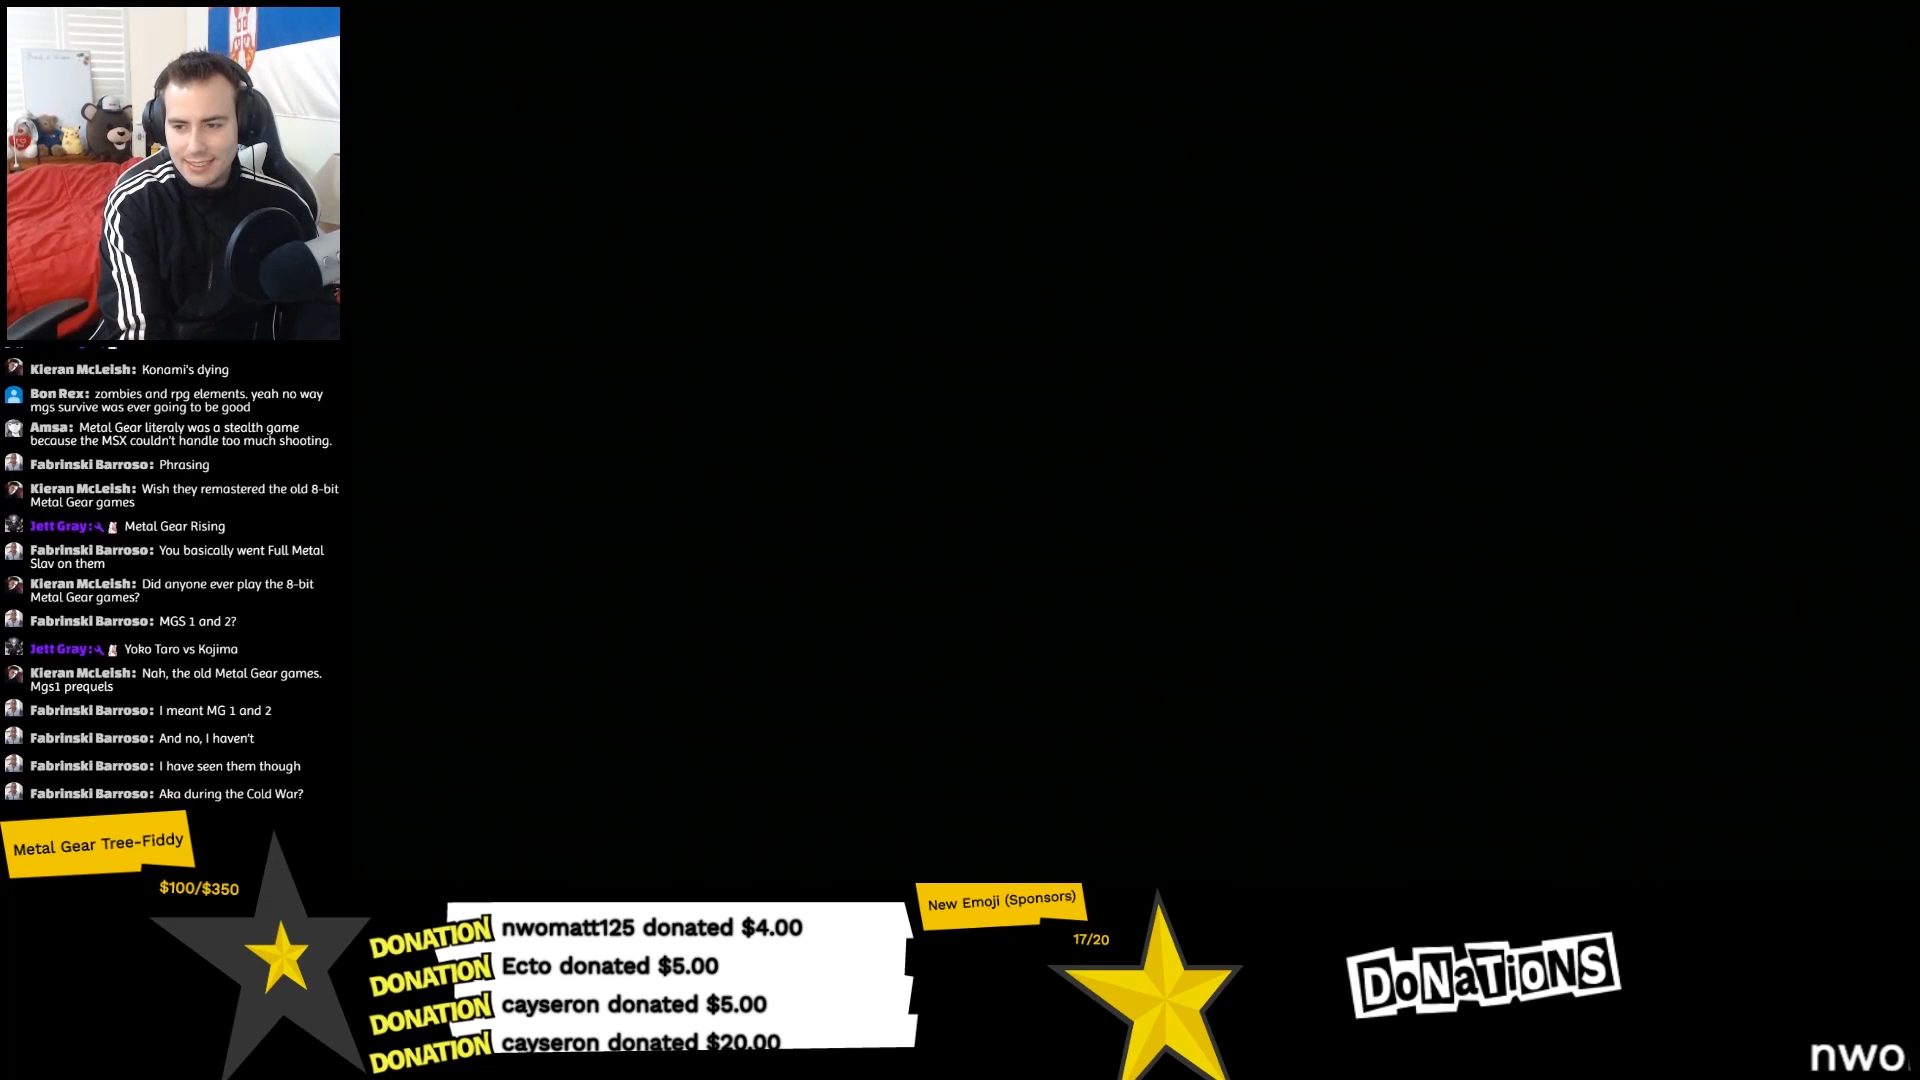 Kieran McLeish: Konami's dying
Bon Rex: zombies and rpg elements. yeah no way
mgs survive was ever going to be good
Amsa: Metal Gear literaly was a stealth game
because the MSX couldn't handle too much shooting.
Fabrinski Barroso: Phrasing
Kieran McLeish: Wish they remastered the old 8-bit
Metal Gear games
Jett Gray: Metal Gear Rising
Fabrinski Barroso: You basically went Full Metal
Slav on them
Kieran McLeish: Did anyone ever play the 8-bit
Metal Gear games?
Fabrinski Barroso: MGS 1 and 2?
Jett Gray: Yoko Taro vs Kojima
Kieran McLeish: Nah, the old Metal Gear games.
Mgs1 prequels
Fabrinski Barroso: I meant MG 1 and 2
Fabrinski Barroso: And no, I haven't
Fabrinski Barroso: I have seen them though
Fabrinski Barroso: Aka during the Cold War?
Metal Gear Tree-Fiddy
$100/$350
DONATION nwomatt125 donated $4.00
DONATION Ecto donated $5.00
DONATION cayseron donated $5.00
DONATION cayseron donated $20.00
New Emoji (Sponsors)
17/20
DoNaTioNS
nwo